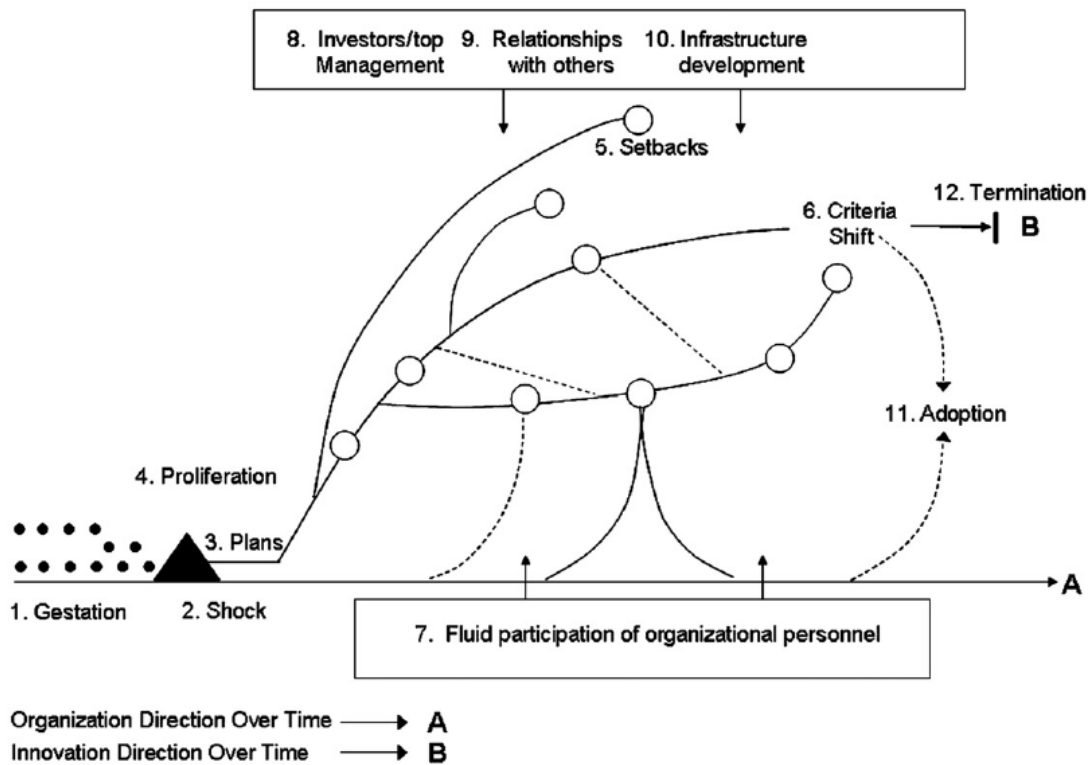 8. Investors/top 9. Relationships 10. Infrastructure
Management with others development
5. Setbacks
12. Termination
6. Criteria
Shift
B
11. Adoption
4. Proliferation
3. Plans
A
1. Gestation 2. Shock
7. Fluid participation of organizational personnel
Organization Direction Over Time A
Innovation Direction Over Time B